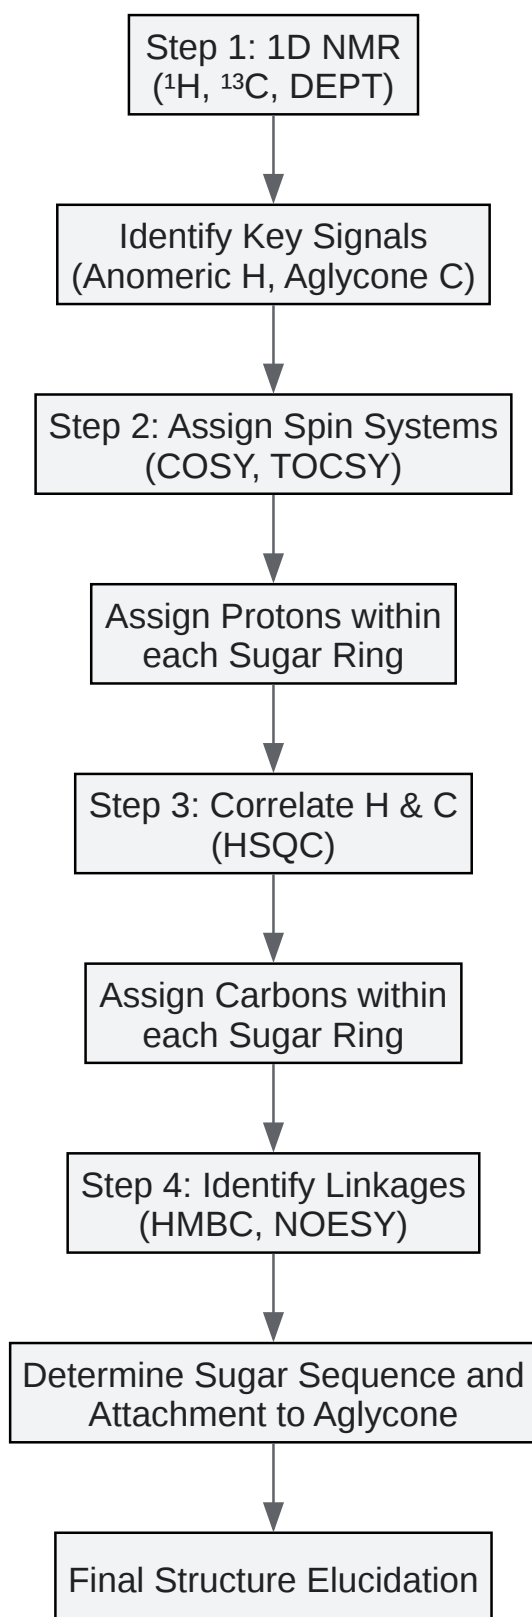 Step 1: 1D NMR
(¹H, ¹³C, DEPT)
Identify Key Signals
(Anomeric H, Aglycone C)
Step 2: Assign Spin Systems
(COSY, TOCSY)
Assign Protons within
each Sugar Ring
Step 3: Correlate H & C
(HSQC)
Assign Carbons within
each Sugar Ring
Step 4: Identify Linkages
(HMBC, NOESY)
Determine Sugar Sequence and
Attachment to Aglycone
Final Structure Elucidation